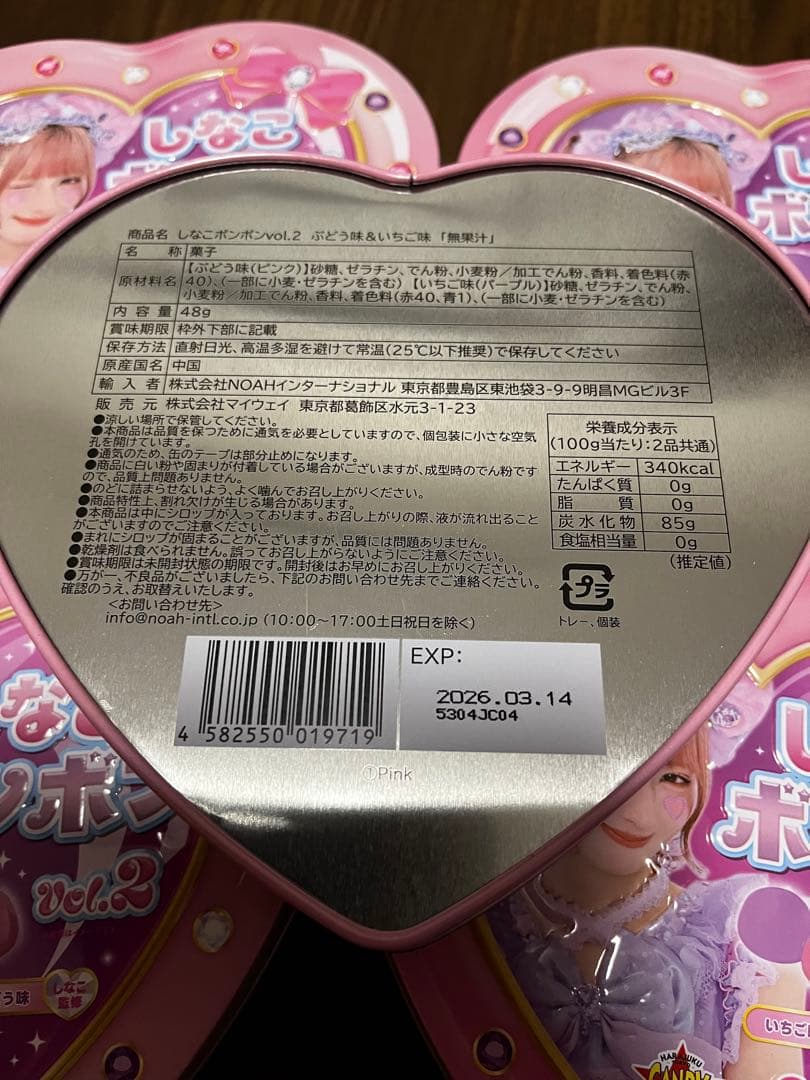 しなこ
し
ボ
商品名 しなこボンボンvol.2 ぶどう味&いちご味 「無果汁」
名称 菓子
原材料名 【ぶどう味(ピンク)】砂糖、ゼラチン、でん粉、小麦粉/加工でん粉、香料、着色料(赤
40)、(一部に小麦・ゼラチンを含む) 【いちご味(パープル)】砂糖、ゼラチン、でん粉、
小麦粉/加工でん粉、香料、着色料(赤40、青1)、(一部に小麦・ゼラチンを含む)
内容量 48g
賞味期限 枠外下部に記載
保存方法 直射日光、高温多湿を避けて常温(25℃以下推奨)で保存してください
原産国名 中国
輸入者 株式会社NOAHインターナショナル 東京都豊島区東池袋3-9-9明昌MGビル3F
販売元 株式会社マイウェイ 東京都葛飾区水元3-1-23
●涼しい場所で保管してください。
●本商品は品質を保つために通気を必要としていますので、個包装に小さな空気
孔を開けています。
●通気のため、缶のテープは部分止めになります。
●商品に白い粉や固まりが付着している場合がございますが、成型時のでん粉です
ので、品質上問題ありません。
●のどに詰まらせないよう、よく噛んでお召し上がりください。
●商品特性上、割れ欠けが生じる場合があります。
●本商品は中にシロップが入っております。お召し上がりの際、液が流れ出ること
がございますのでご注意ください。
●まれにシロップが固まることがございますが、品質には問題ありません。
●乾燥剤は食べられません。誤ってお召し上がらないようにご注意ください。
●賞味期限は未開封状態の期限です。開封後はお早めにお召し上がりください。
●万が一、不良品がございましたら、下記のお問い合わせ先までご連絡ください。
確認のうえ、お取替えいたします。
<お問い合わせ先>
info@noah-intl.co.jp (10:00~17:00土日祝日を除く)
栄養成分表示
(100g当たり:2品共通)
エネルギー 340kcal
たんぱく質 0g
脂質 0g
炭水化物 85g
食塩相当量 0g
(推定値)
プラ
トレー、個装
4 582550 019719
EXP:
2026.03.14
5304JC04
①Pink
なこ
ンボン
vol.2
う味
しなこ
監修
し
ボ
いちご
HARAJUKU
CANDY